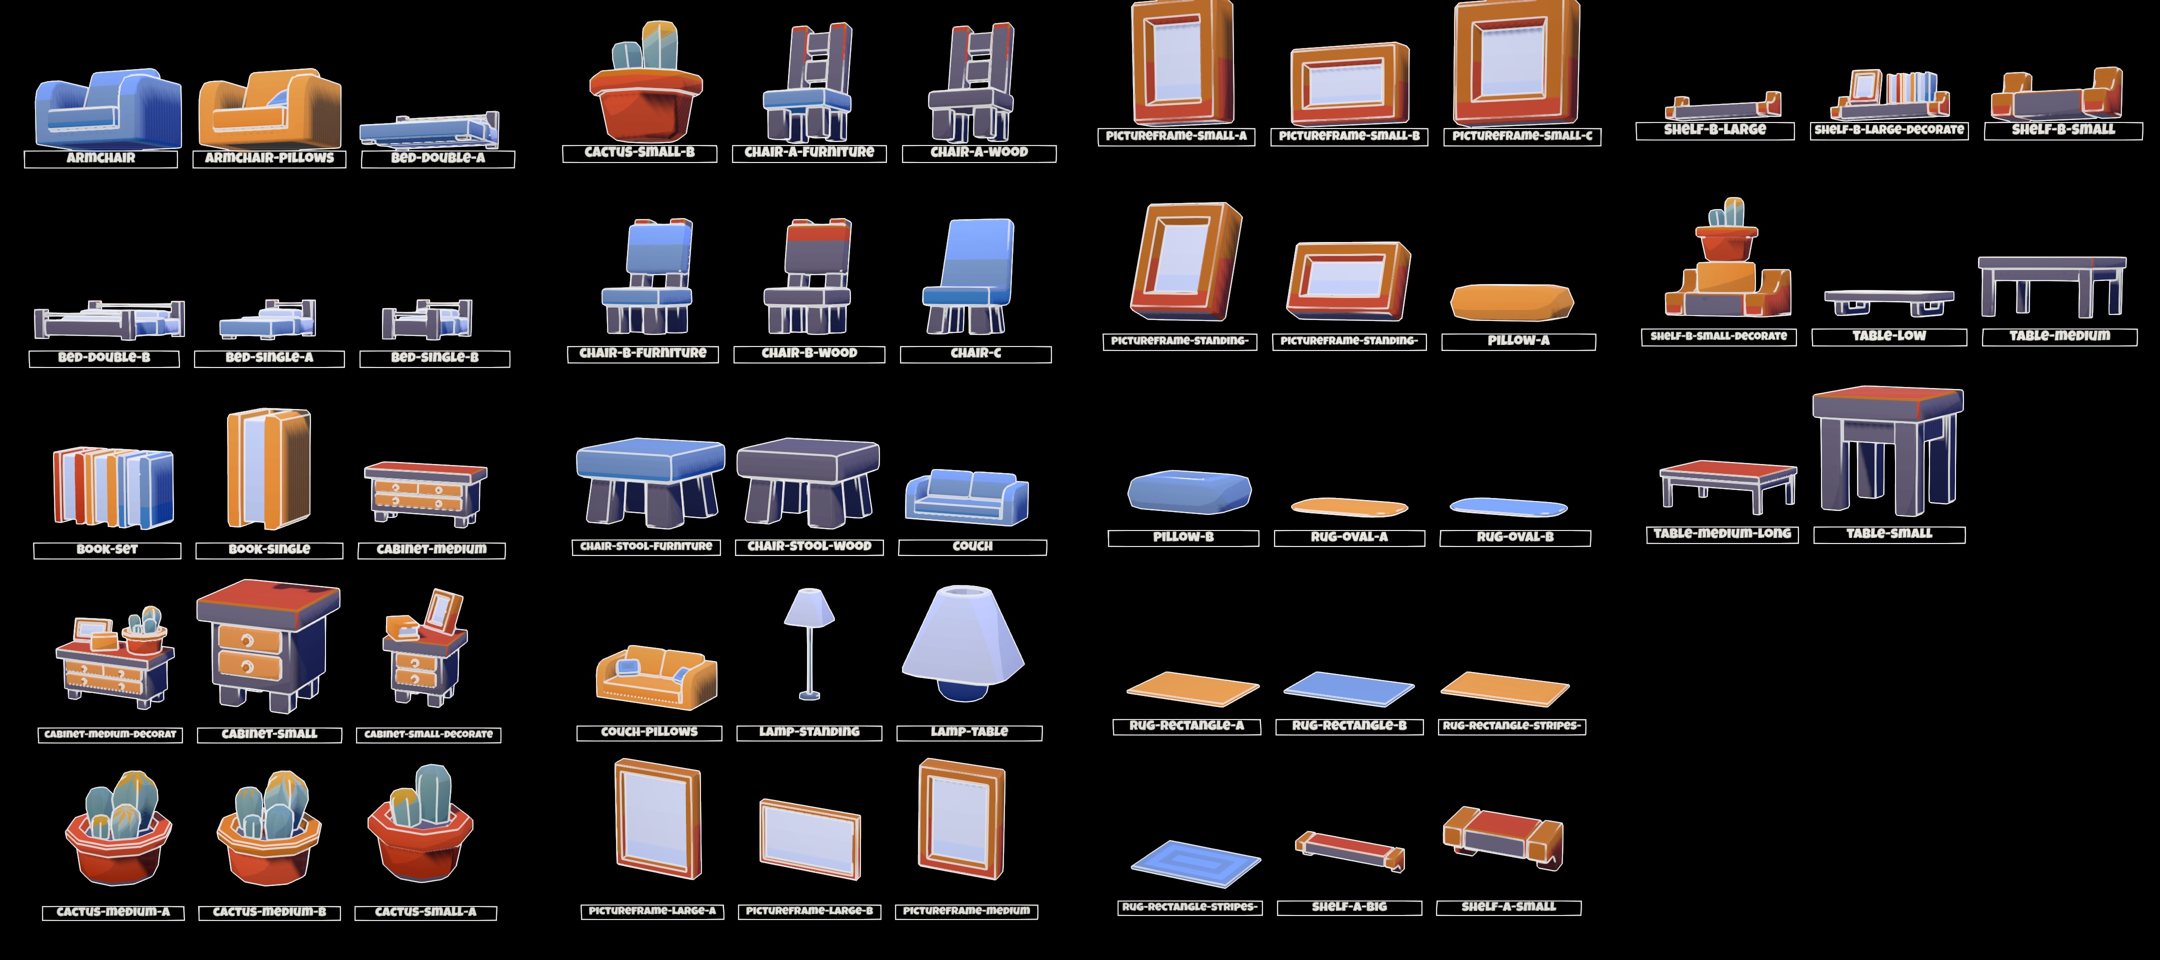 ARMCHAIR
ARMCHAIR-PILLOWS
BED-DOUBLE-A
BED-DOUBLE-B
BED-SINGLE-A
BED-SINGLE-B
BOOK-SET
BOOK-SINGLE
CABINET-MEDIUM
CABINET-MEDIUM-DECORAT
CABINET-SMALL
CABINET-SMALL-DECORATE
CACTUS-MEDIUM-A
CACTUS-MEDIUM-B
CACTUS-SMALL-A
CACTUS-SMALL-B
CHAIR-A-FURNITURE
CHAIR-A-WOOD
CHAIR-B-FURNITURE
CHAIR-B-WOOD
CHAIR-C
CHAIR-STOOL-FURNITURE
CHAIR-STOOL-WOOD
COUCH
COUCH-PILLOWS
LAMP-STANDING
LAMP-TABLE
PICTUREFRAME-LARGE-A
PICTUREFRAME-LARGE-B
PICTUREFRAME-MEDIUM
PICTUREFRAME-SMALL-A
PICTUREFRAME-SMALL-B
PICTUREFRAME-SMALL-C
PICTUREFRAME-STANDING-
PICTUREFRAME-STANDING-
PILLOW-A
PILLOW-B
RUG-OVAL-A
RUG-OVAL-B
RUG-RECTANGLE-A
RUG-RECTANGLE-B
RUG-RECTANGLE-STRIPES-
RUG-RECTANGLE-STRIPES-
SHELF-A-BIG
SHELF-A-SMALL
SHELF-B-LARGE
SHELF-B-LARGE-DECORATE
SHELF-B-SMALL
SHELF-B-SMALL-DECORATE
TABLE-LOW
TABLE-MEDIUM
TABLE-MEDIUM-LONG
TABLE-SMALL